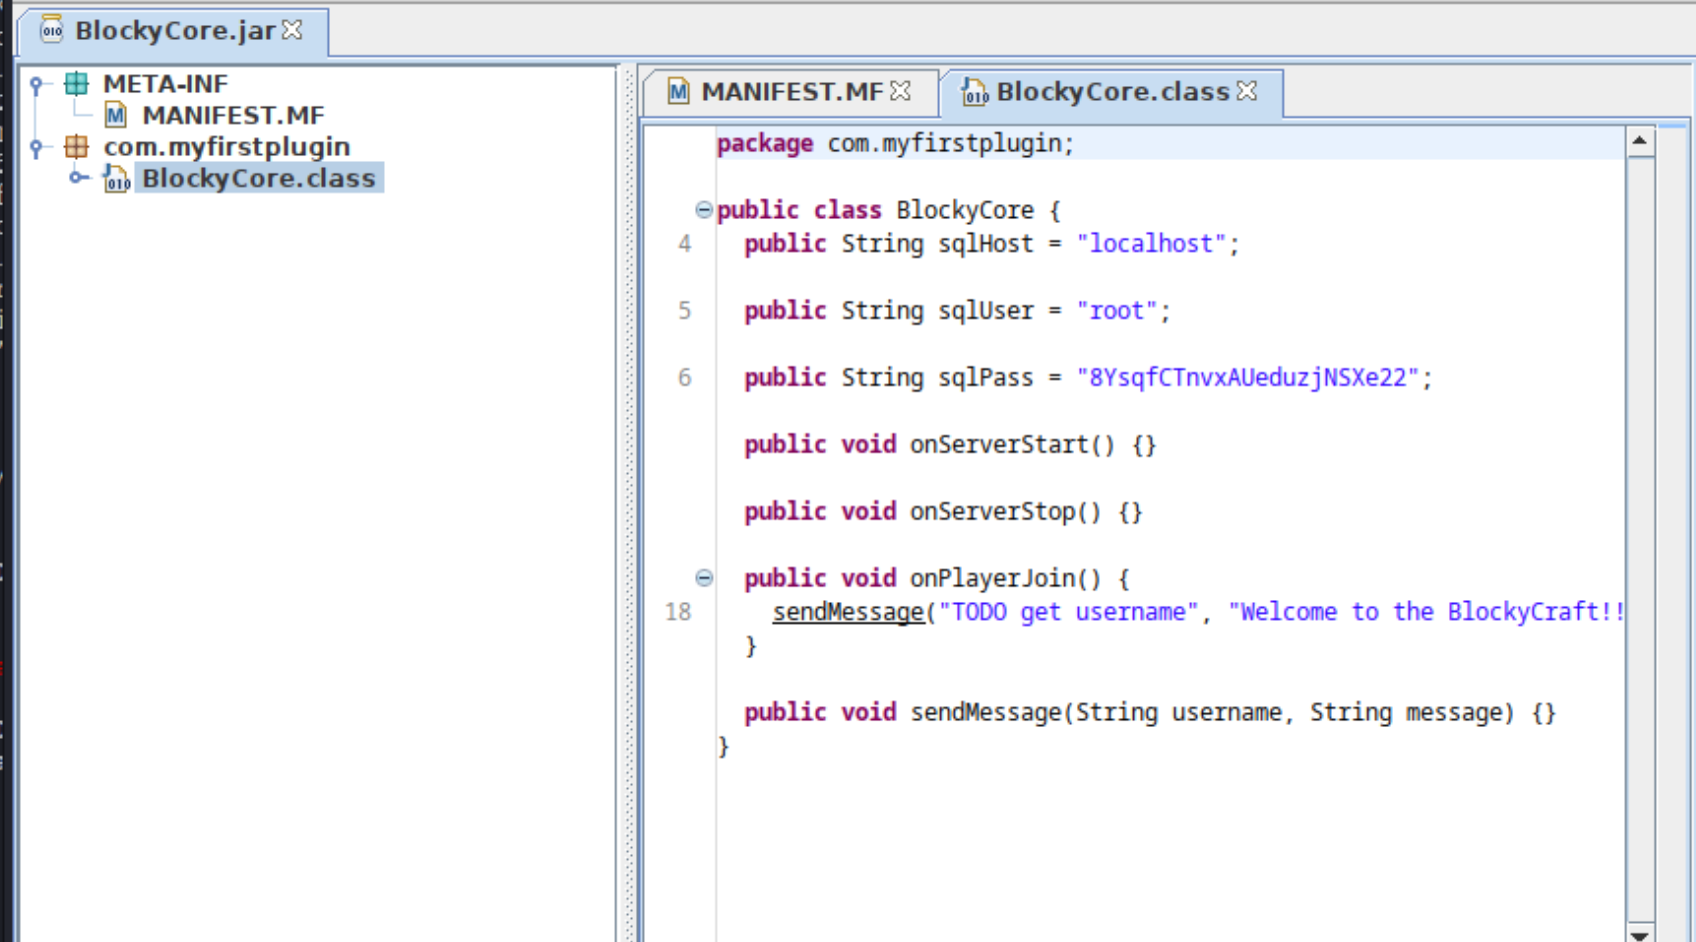 BlockyCore.jar
META-INF
MANIFEST.MF
com.myfirstplugin
BlockyCore.class
MANIFEST.MF
BlockyCore.class
package com.myfirstplugin;
public class BlockyCore {
4 public String sqlHost = "localhost";
5 public String sqlUser = "root";
6 public String sqlPass = "8YsqfCTnvxAUeduzjNSXe22";
public void onServerStart() {}
public void onServerStop() {}
public void onPlayerJoin() {
18 sendMessage("TODO get username", "Welcome to the BlockyCraft!!
}
public void sendMessage(String username, String message) {}
}